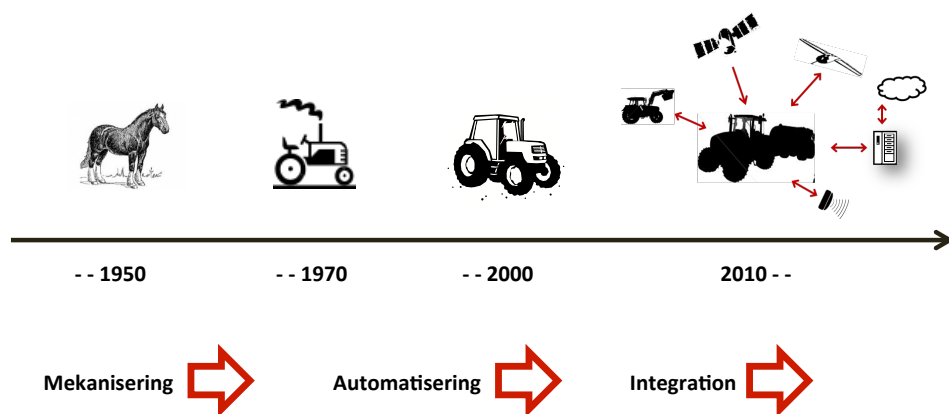 - - 1950 - - 1970 - - 2000 2010 - -
Mekanisering Automatisering Integration